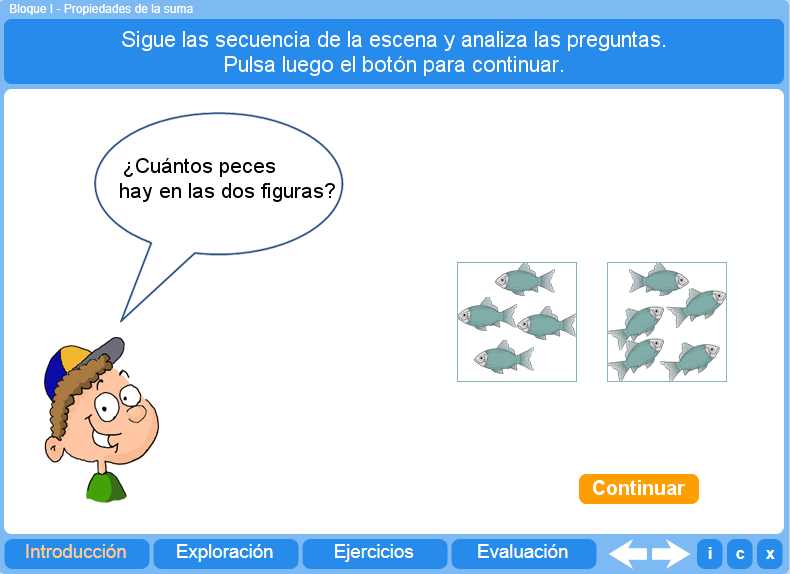 Bloque I - Propiedades de la suma
Sigue las secuencia de la escena y analiza las preguntas.
Pulsa luego el botón para continuar.
¿Cuántos peces
hay en las dos figuras?
Continuar
Introducción
Exploración
Ejercicios
Evaluación
i
c
x